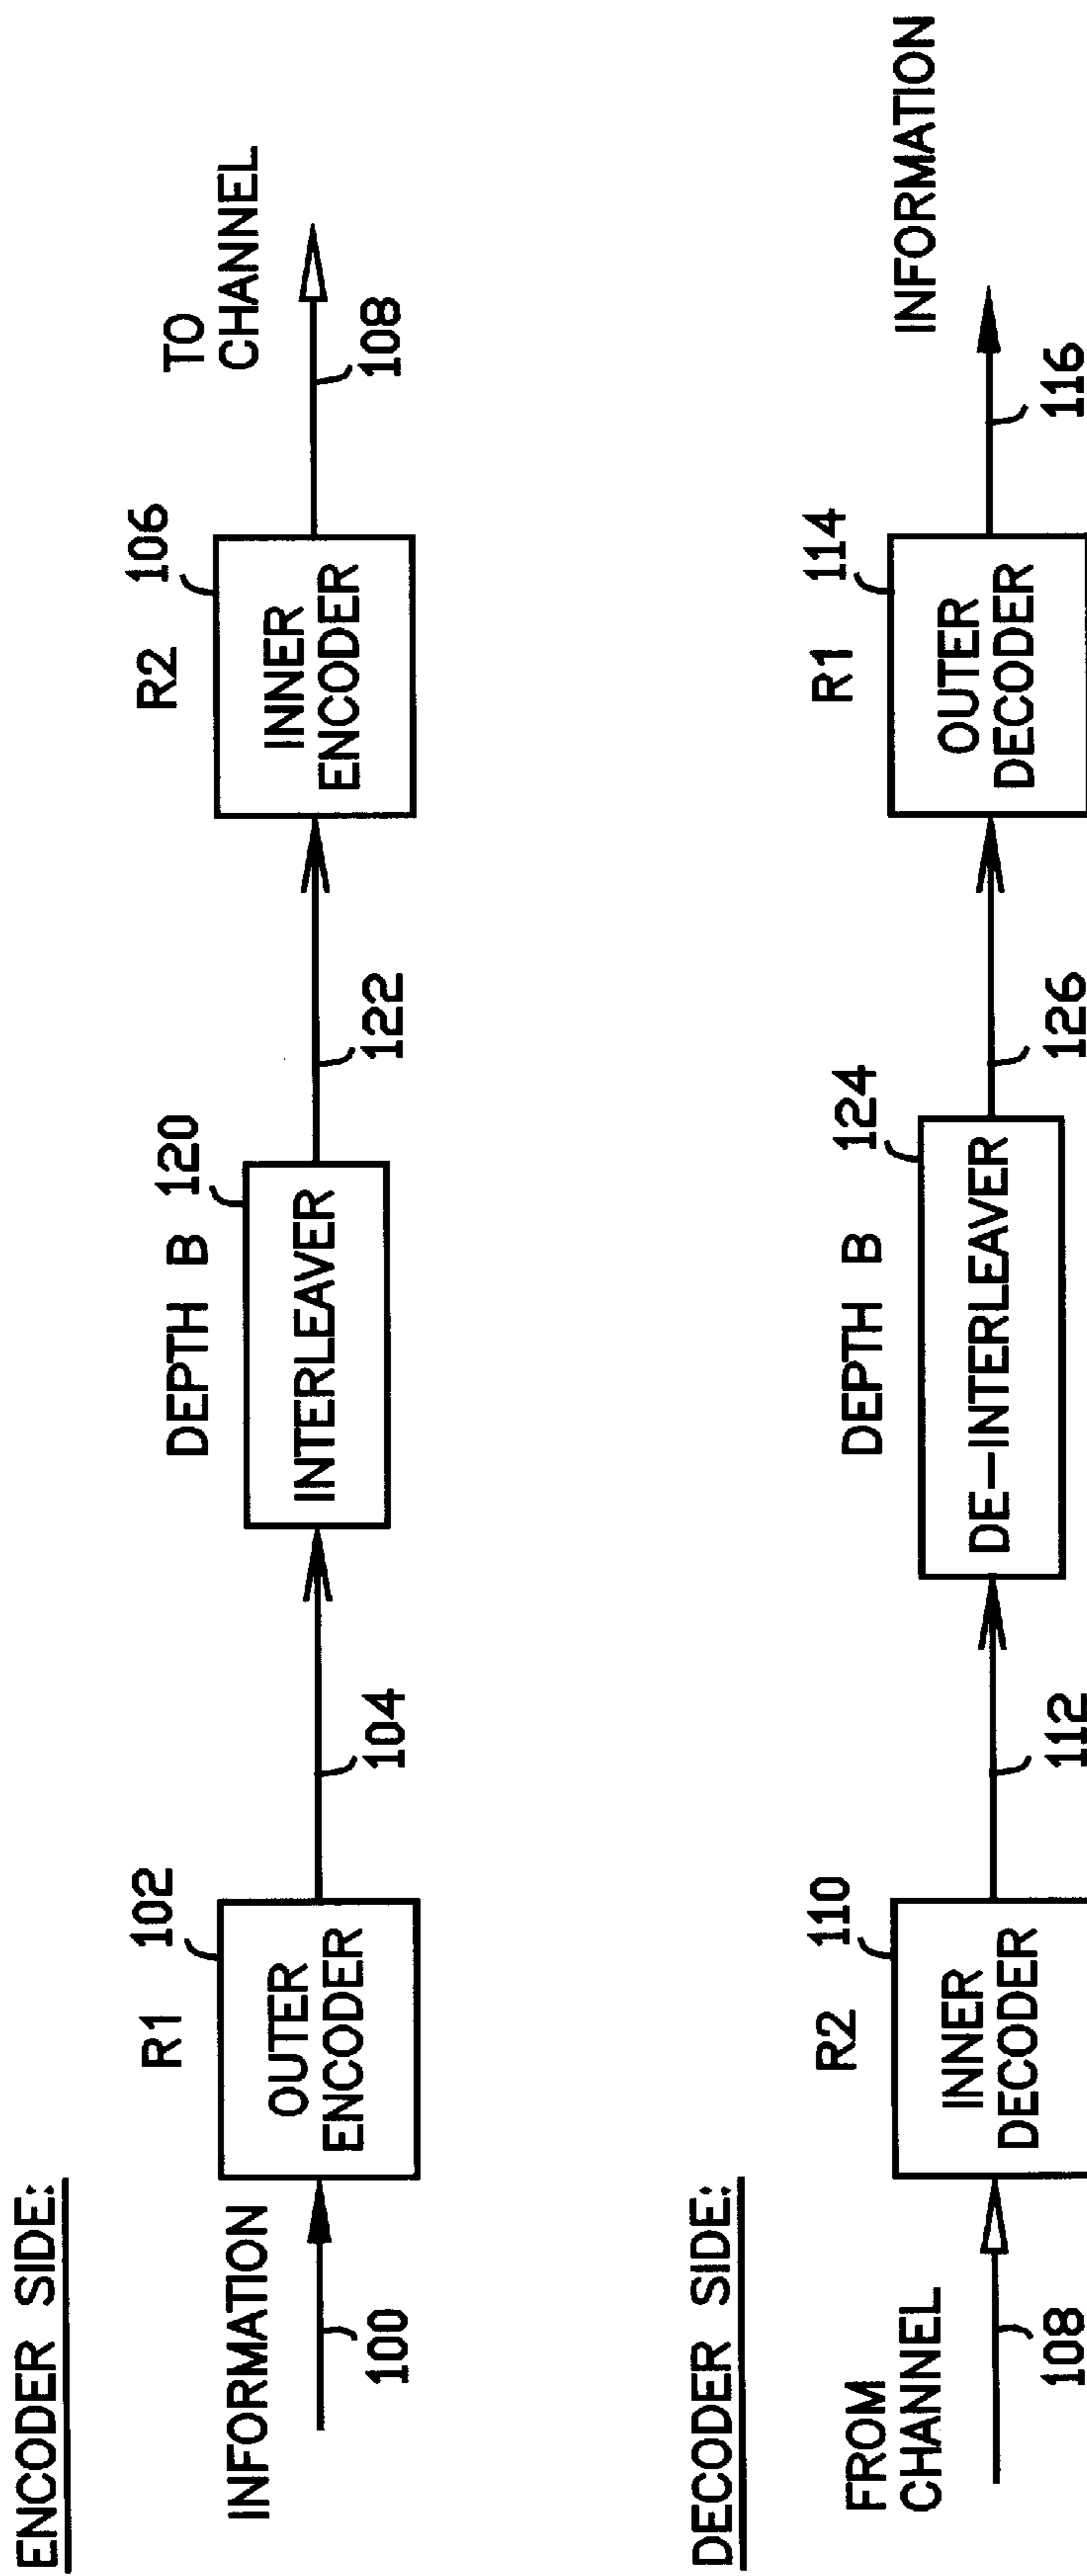 ENCODER SIDE:
INFORMATION
100
R1
102
OUTER
ENCODER
104
DEPTH B
120
INTERLEAVER
122
R2
106
INNER
ENCODER
TO
CHANNEL
108
DECODER SIDE:
FROM
CHANNEL
108
R2
110
INNER
DECODER
112
DEPTH B
124
DE-INTERLEAVER
126
R1
114
OUTER
DECODER
INFORMATION
116